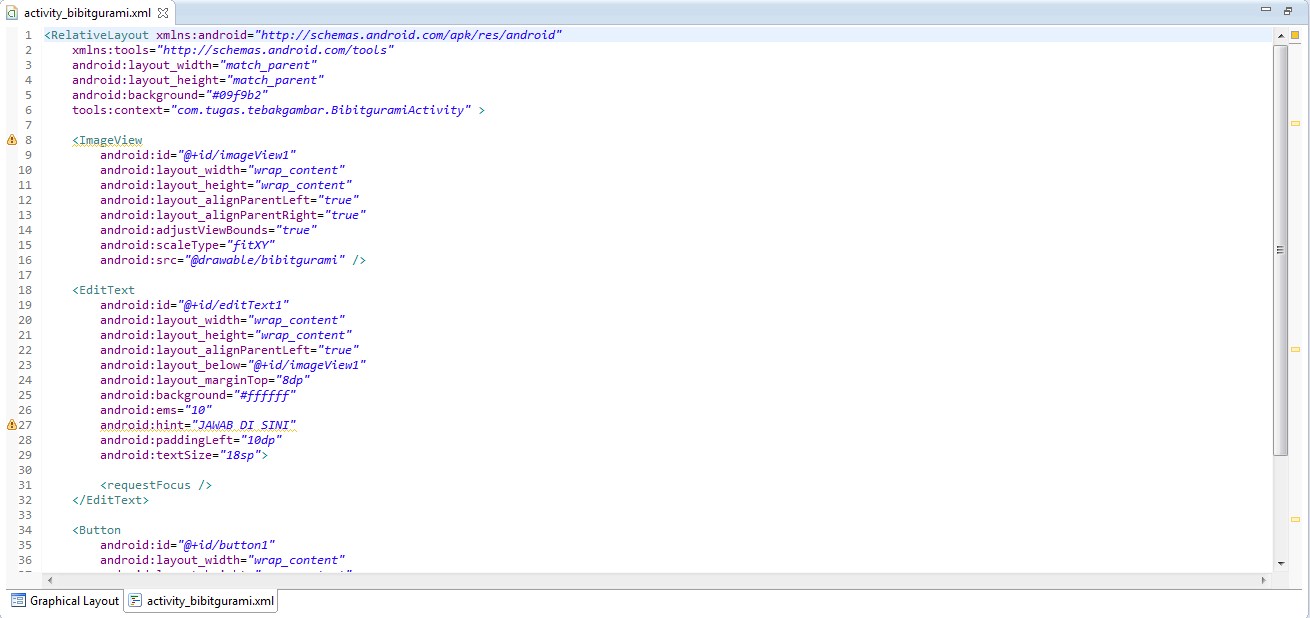 activity_bibitgurami.xml
1 <RelativeLayout xmlns:android="http://schemas.android.com/apk/res/android"
2 xmlns:tools="http://schemas.android.com/tools"
3 android:layout_width="match_parent"
4 android:layout_height="match_parent"
5 android:background="#09f9b2"
6 tools:context="com.tugas.tebakgambar.BibitguramiActivity" >
7
8 <ImageView
9 android:id="@+id/imageView1"
10 android:layout_width="wrap_content"
11 android:layout_height="wrap_content"
12 android:layout_alignParentLeft="true"
13 android:layout_alignParentRight="true"
14 android:adjustViewBounds="true"
15 android:scaleType="fitXY"
16 android:src="@drawable/bibitgurami" />
17
18 <EditText
19 android:id="@+id/editText1"
20 android:layout_width="wrap_content"
21 android:layout_height="wrap_content"
22 android:layout_alignParentLeft="true"
23 android:layout_below="@+id/imageView1"
24 android:layout_marginTop="8dp"
25 android:background="#ffffff"
26 android:ems="10"
27 android:hint="JAWAB DI SINI"
28 android:paddingLeft="10dp"
29 android:textSize="18sp">
30
31 <requestFocus />
32 </EditText>
33
34 <Button
35 android:id="@+id/button1"
36 android:layout_width="wrap_content"
Graphical Layout activity_bibitgurami.xml